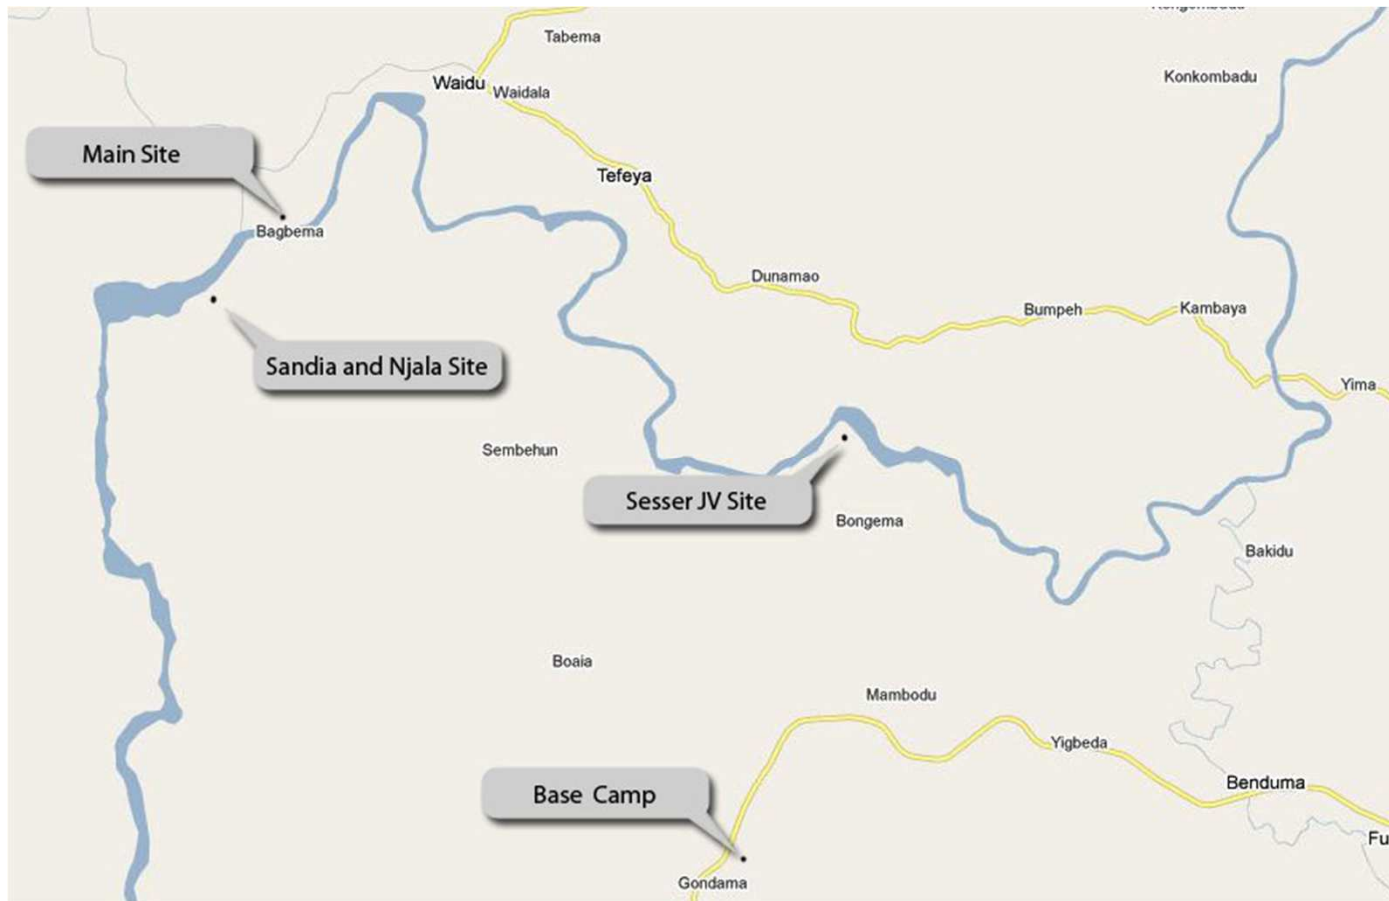 Tabema
Konkombadu
Waidu
Waidala
Main Site
Tefeya
Bagbema
Dunamao
Bumpeh
Kambaya
Sandia and Njala Site
Yima
Sembehun
Sesser JV Site
Bongema
Bakidu
Boaia
Mambodu
Yigbeda
Benduma
Base Camp
Fu
Gondama